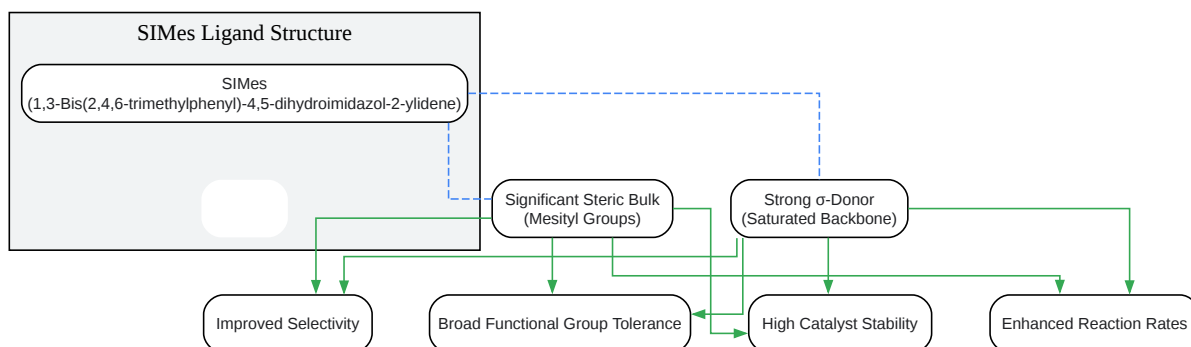 SIMes Ligand Structure
SIMes
(1,3-Bis(2,4,6-trimethylphenyl)-4,5-dihydroimidazol-2-ylidene)
Significant Steric Bulk
(Mesityl Groups)
Strong σ-Donor
(Saturated Backbone)
Improved Selectivity
Broad Functional Group Tolerance
High Catalyst Stability
Enhanced Reaction Rates